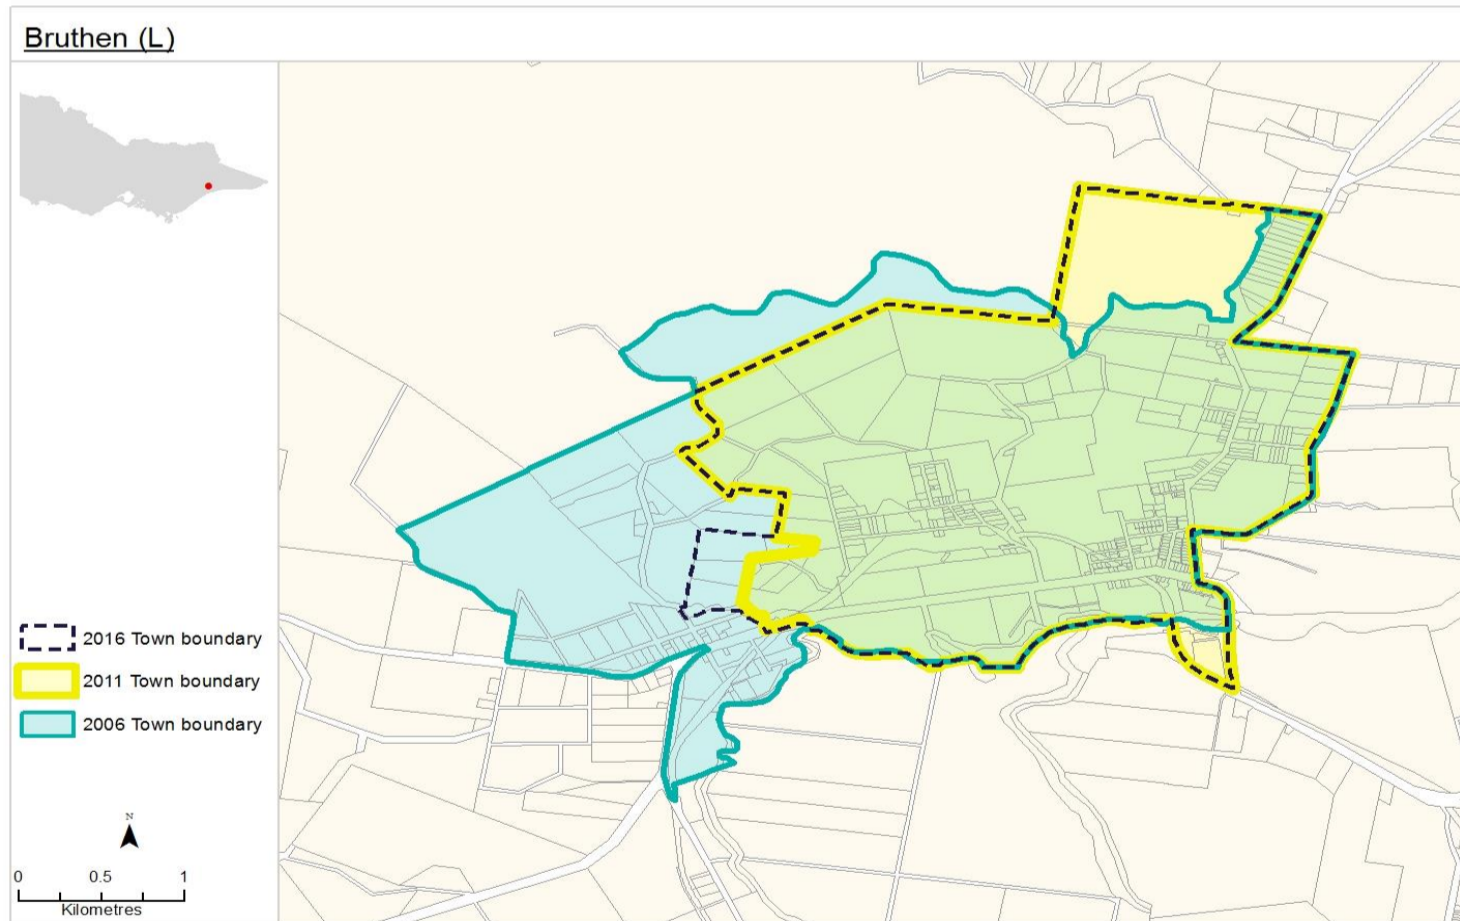 Bruthen (L)
2016 Town boundary
2011 Town boundary
2006 Town boundary
N
0 0.5 1
Kilometres